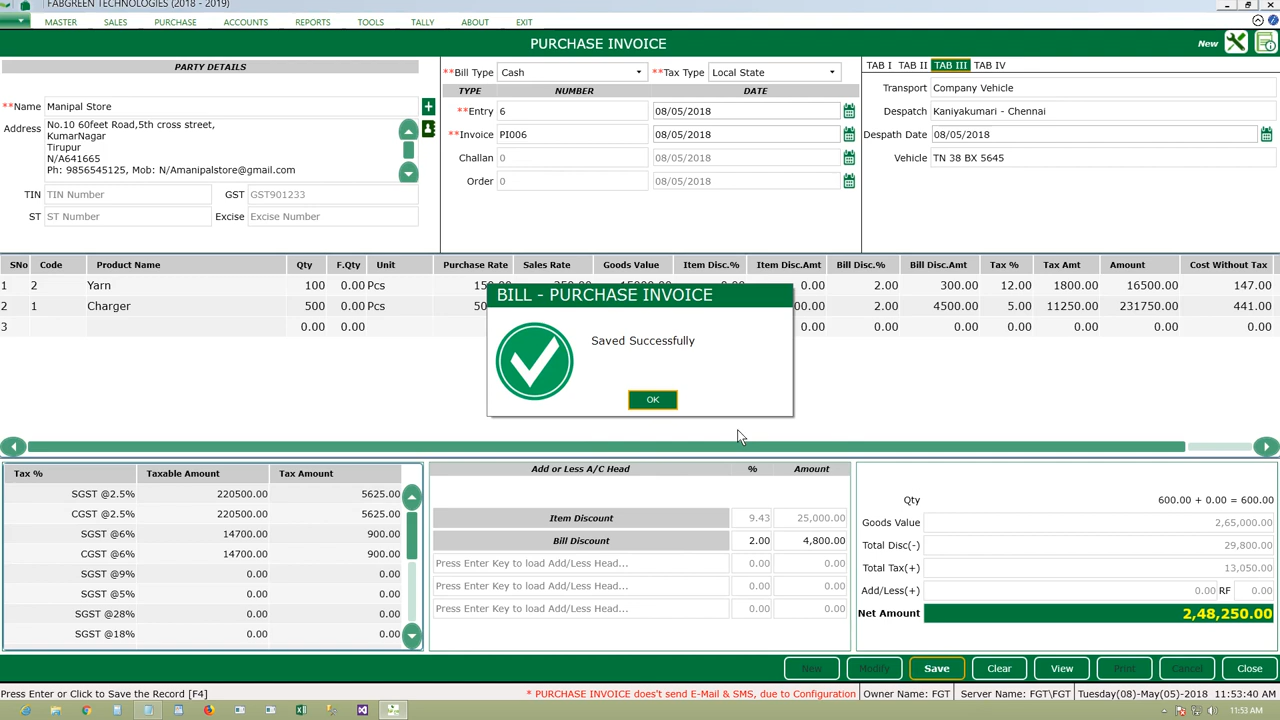 FABGREEN TECHNOLOGIES (2018 - 2019)
MASTER SALES PURCHASE ACCOUNTS REPORTS TOOLS TALLY ABOUT EXIT
PURCHASE INVOICE
New
PARTY DETAILS
**Name Manipal Store
Address No.10 60feet Road,5th cross street,
KumarNagar
Tirupur
N/A641665
Ph: 9856545125, Mob: N/Amanipalstore@gmail.com
TIN TIN Number GST GST901233
ST ST Number Excise Excise Number
**Bill Type Cash **Tax Type Local State
TYPE NUMBER DATE
**Entry 6 08/05/2018
**Invoice PI006 08/05/2018
Challan 0 08/05/2018
Order 0 08/05/2018
TAB I TAB II TAB III TAB IV
Transport Company Vehicle
Despatch Kaniyakumari - Chennai
Despath Date 08/05/2018
Vehicle TN 38 BX 5645
SNo Code Product Name Qty F.Qty Unit Purchase Rate Sales Rate Goods Value Item Disc.% Item Disc.Amt Bill Disc.% Bill Disc.Amt Tax % Tax Amt Amount Cost Without Tax
1 2 Yarn 100 0.00 Pcs 0.00 2.00 300.00 12.00 1800.00 16500.00 147.00
2 1 Charger 500 0.00 Pcs 2.00 4500.00 5.00 11250.00 231750.00 441.00
3 0.00 0.00 0.00 0.00 0.00 0.00 0.00 0.00
BILL - PURCHASE INVOICE
Saved Successfully
OK
Tax % Taxable Amount Tax Amount
SGST @2.5% 220500.00 5625.00
CGST @2.5% 220500.00 5625.00
SGST @6% 14700.00 900.00
CGST @6% 14700.00 900.00
SGST @9% 0.00 0.00
SGST @5% 0.00 0.00
SGST @28% 0.00 0.00
SGST @18% 0.00 0.00
Add or Less A/C Head % Amount
Item Discount 9.43 25,000.00
Bill Discount 2.00 4,800.00
Press Enter Key to load Add/Less Head... 0.00 0.00
Press Enter Key to load Add/Less Head... 0.00 0.00
Press Enter Key to load Add/Less Head... 0.00 0.00
Qty 600.00 + 0.00 = 600.00
Goods Value 2,65,000.00
Total Disc(-) 29,800.00
Total Tax(+) 13,050.00
Add/Less(+) 0.00 RF 0.00
Net Amount 2,48,250.00
New Modify Save Clear View Print Cancel Close
Press Enter or Click to Save the Record [F4] * PURCHASE INVOICE does't send E-Mail & SMS, due to Configuration Owner Name: FGT Server Name: FGT\FGT Tuesday(08)-May(05)-2018 11:53:40 AM
11:53 AM